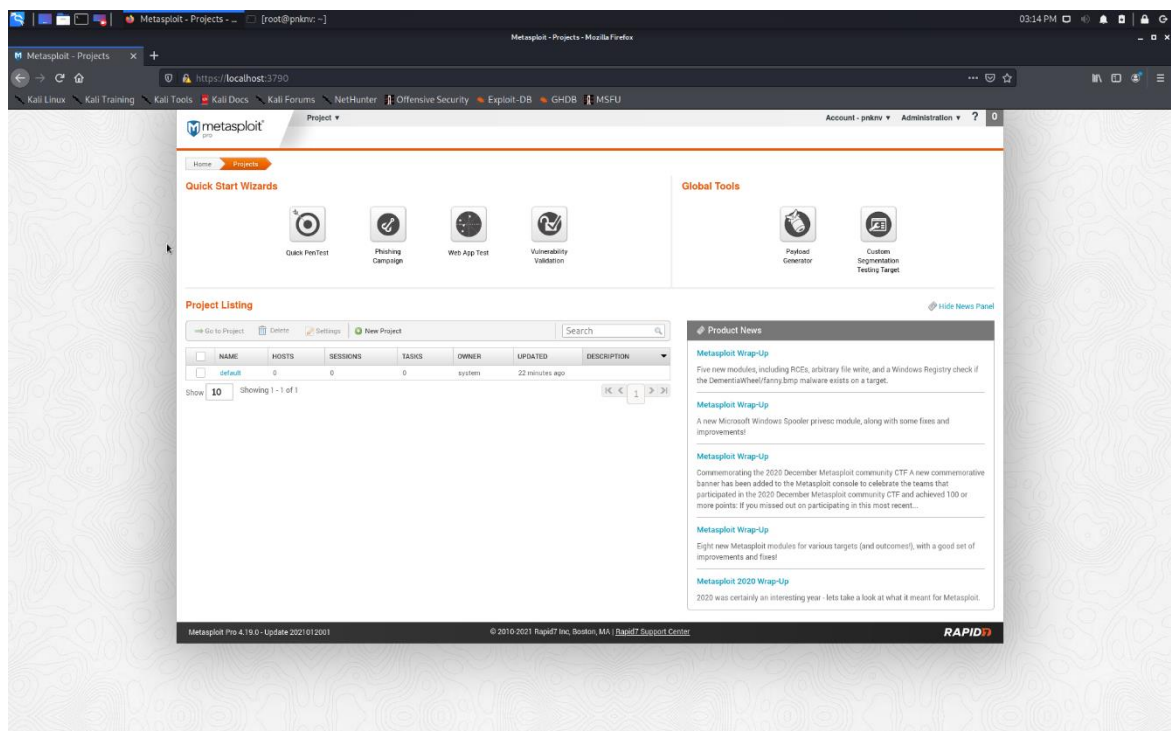 Metasploit - Projects - ...
[root@pnknv: ~]
03:14 PM
Metasploit - Projects - Mozilla Firefox
Metasploit - Projects
https://localhost:3790
Kali Linux Kali Training Kali Tools Kali Docs Kali Forums NetHunter Offensive Security Exploit-DB GHDB MSFU
metasploit®
pro
Project
Account - pnknv Administration ? 0
Home Projects
Quick Start Wizards
Quick PenTest
Phishing
Campaign
Web App Test
Vulnerability
Validation
Global Tools
Payload
Generator
Custom
Segmentation
Testing Target
Project Listing
Hide News Panel
Go to Project Delete Settings New Project Search
NAME HOSTS SESSIONS TASKS OWNER UPDATED DESCRIPTION
default 0 0 0 system 22 minutes ago
Show 10 Showing 1 - 1 of 1 1
Product News
Metasploit Wrap-Up
Five new modules, including RCEs, arbitrary file write, and a Windows Registry check if
the DementiaWheel/fanny.bmp malware exists on a target.
Metasploit Wrap-Up
A new Microsoft Windows Spooler privesc module, along with some fixes and
improvements!
Metasploit Wrap-Up
Commemorating the 2020 December Metasploit community CTF A new commemorative
banner has been added to the Metasploit console to celebrate the teams that
participated in the 2020 December Metasploit community CTF and achieved 100 or
more points: If you missed out on participating in this most recent...
Metasploit Wrap-Up
Eight new Metasploit modules for various targets (and outcomes!), with a good set of
improvements and fixes!
Metasploit 2020 Wrap-Up
2020 was certainly an interesting year - lets take a look at what it meant for Metasploit.
Metasploit Pro 4.19.0 - Update 2021012001
© 2010-2021 Rapid7 Inc, Boston, MA | Rapid7 Support Center
RAPID7